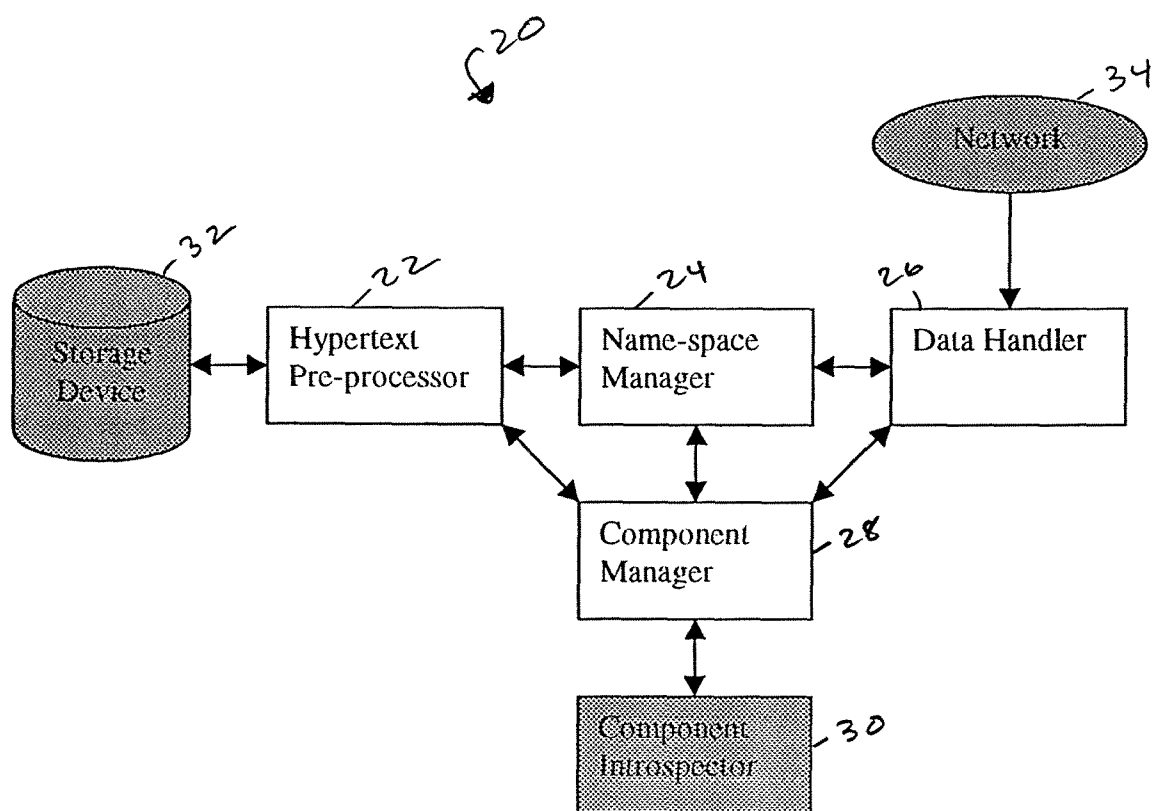 20
34
Network
32
22
24
26
Storage
Device
Hypertext
Pre-processor
Name-space
Manager
Data Handler
Component
Manager
28
Component
Introspector
30